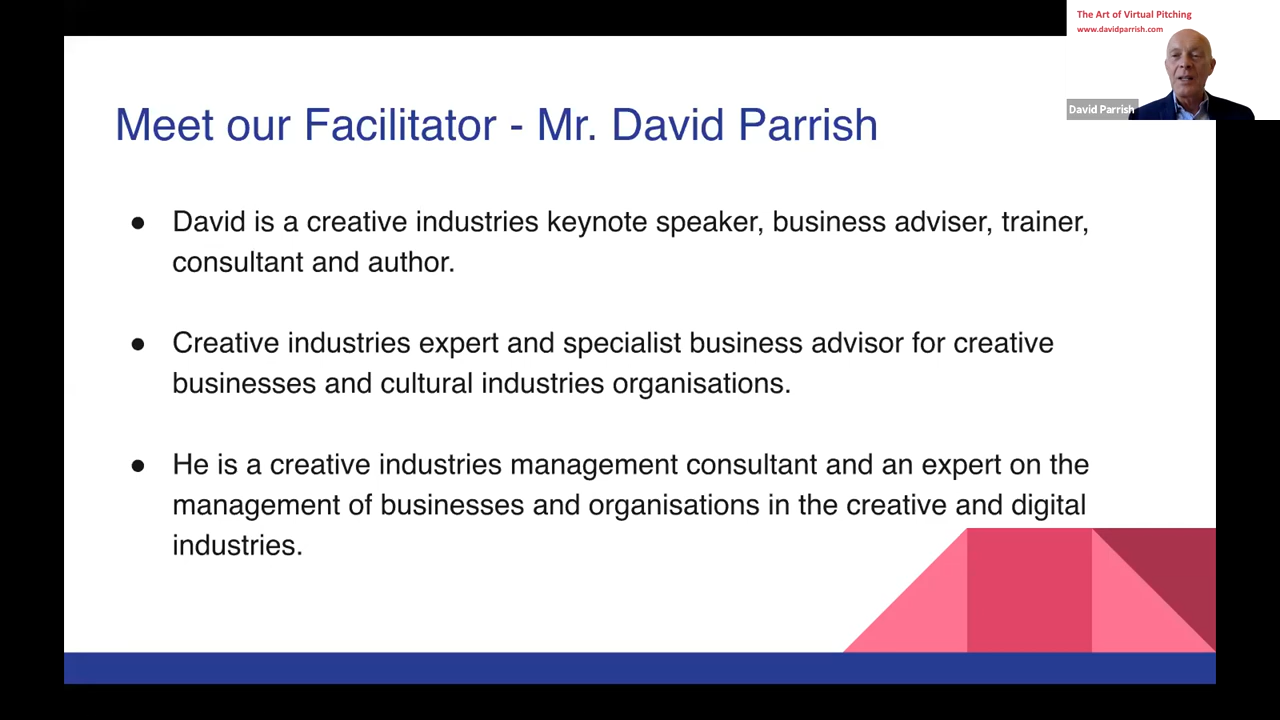 The Art of Virtual Pitching
www.davidparrish.com
David Parrish
Meet our Facilitator - Mr. David Parrish
● David is a creative industries keynote speaker, business adviser, trainer,
consultant and author.
● Creative industries expert and specialist business advisor for creative
businesses and cultural industries organisations.
● He is a creative industries management consultant and an expert on the
management of businesses and organisations in the creative and digital
industries.